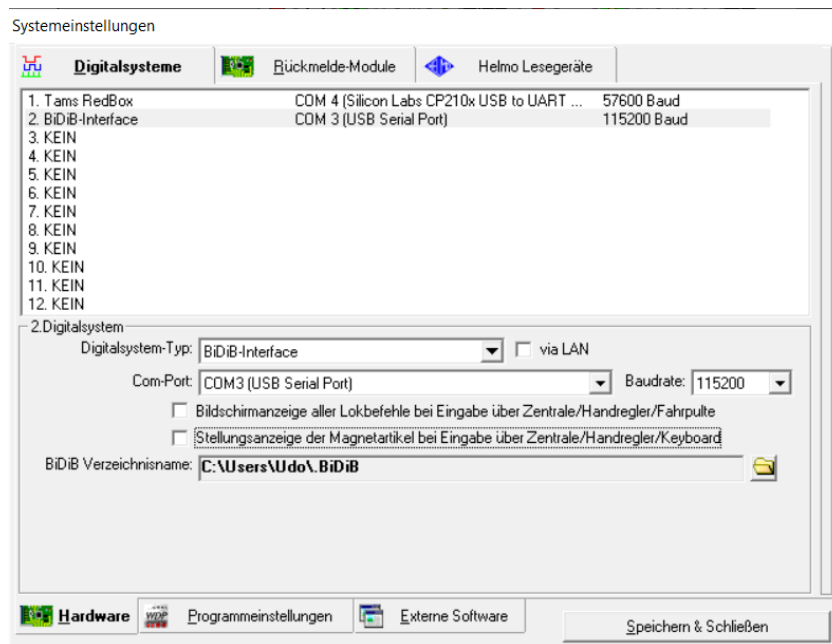 Systemeinstellungen
Digitalsysteme Rückmelde-Module Helmo Lesegeräte
1. Tams RedBox COM 4 (Silicon Labs CP210x USB to UART ... 57600 Baud
2. BiDiB-Interface COM 3 (USB Serial Port) 115200 Baud
3. KEIN
4. KEIN
5. KEIN
6. KEIN
7. KEIN
8. KEIN
9. KEIN
10. KEIN
11. KEIN
12. KEIN
2.Digitalsystem
Digitalsystem-Typ: BiDiB-Interface via LAN
Com-Port: COM3 (USB Serial Port) Baudrate: 115200
Bildschirmanzeige aller Lokbefehle bei Eingabe über Zentrale/Handregler/Fahrpulte
Stellungsanzeige der Magnetartikel bei Eingabe über Zentrale/Handregler/Keyboard
BiDiB Verzeichnisname: C:\Users\Udo\.BiDiB
Hardware WDP Programmeinstellungen Externe Software
Speichern & Schließen